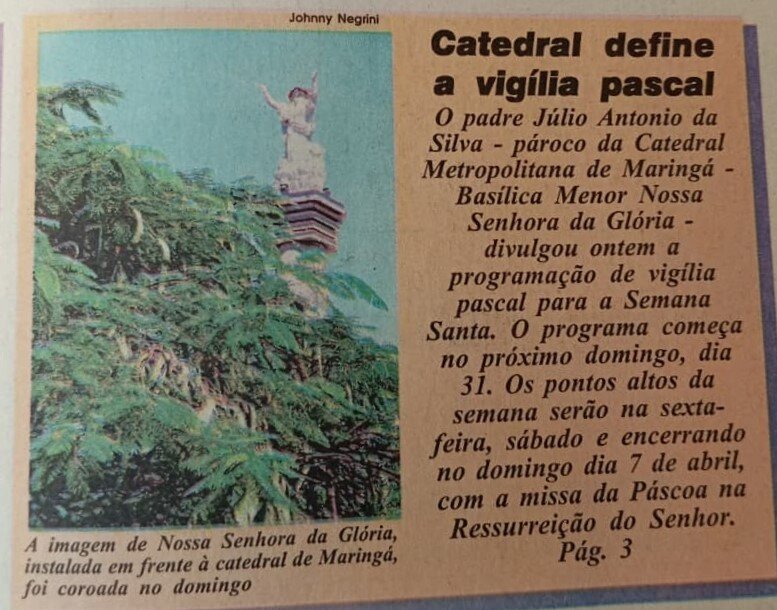 Johnny Negrini
Catedral define
a vigília pascal
O padre Júlio Antonio da
Silva - pároco da Catedral
Metropolitana de Maringá -
Basílica Menor Nossa
Senhora da Glória -
divulgou ontem a
programação de vigília
pascal para a Semana
Santa. O programa começa
no próximo domingo, dia
31. Os pontos altos da
semana serão na sexta-
feira, sábado e encerrando
no domingo dia 7 de abril,
com a missa da Páscoa na
Ressurreição do Senhor.
Pág. 3
A imagem de Nossa Senhora da Glória,
instalada em frente à catedral de Maringá,
foi coroada no domingo